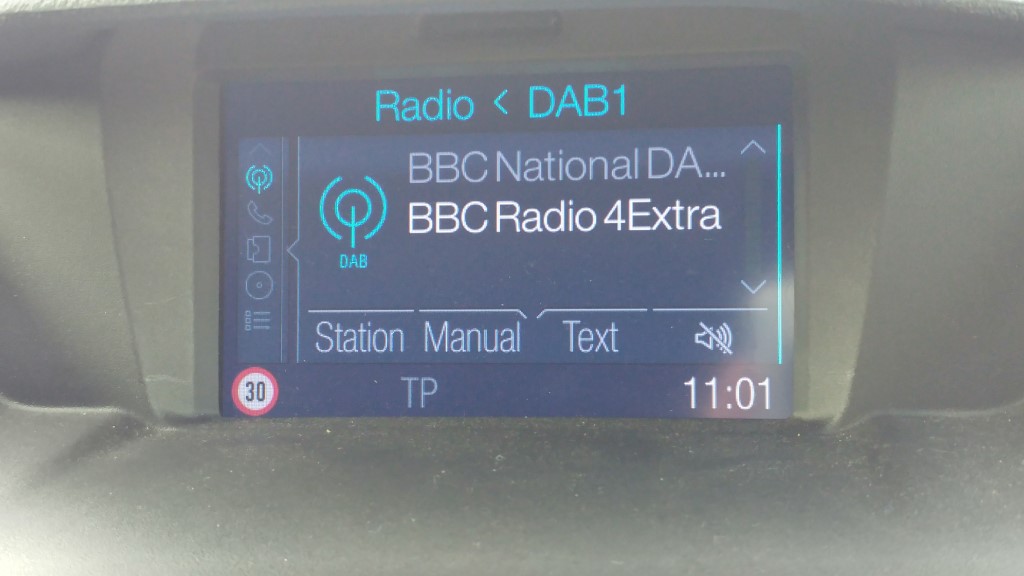 Radio < DAB1
BBC National DA...
BBC Radio 4Extra
DAB
Station Manual Text
30 TP 11:01